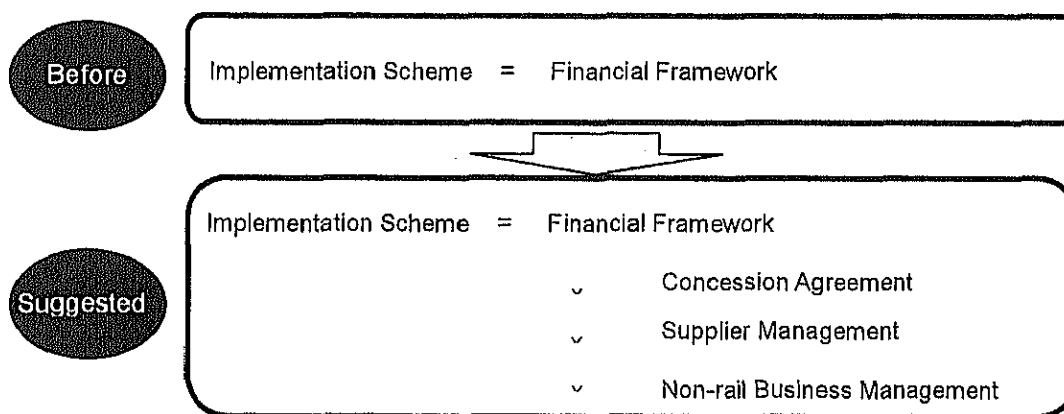 Before
Implementation Scheme = Financial Framework
Suggested
Implementation Scheme = Financial Framework
˅ Concession Agreement
˅ Supplier Management
˅ Non-rail Business Management